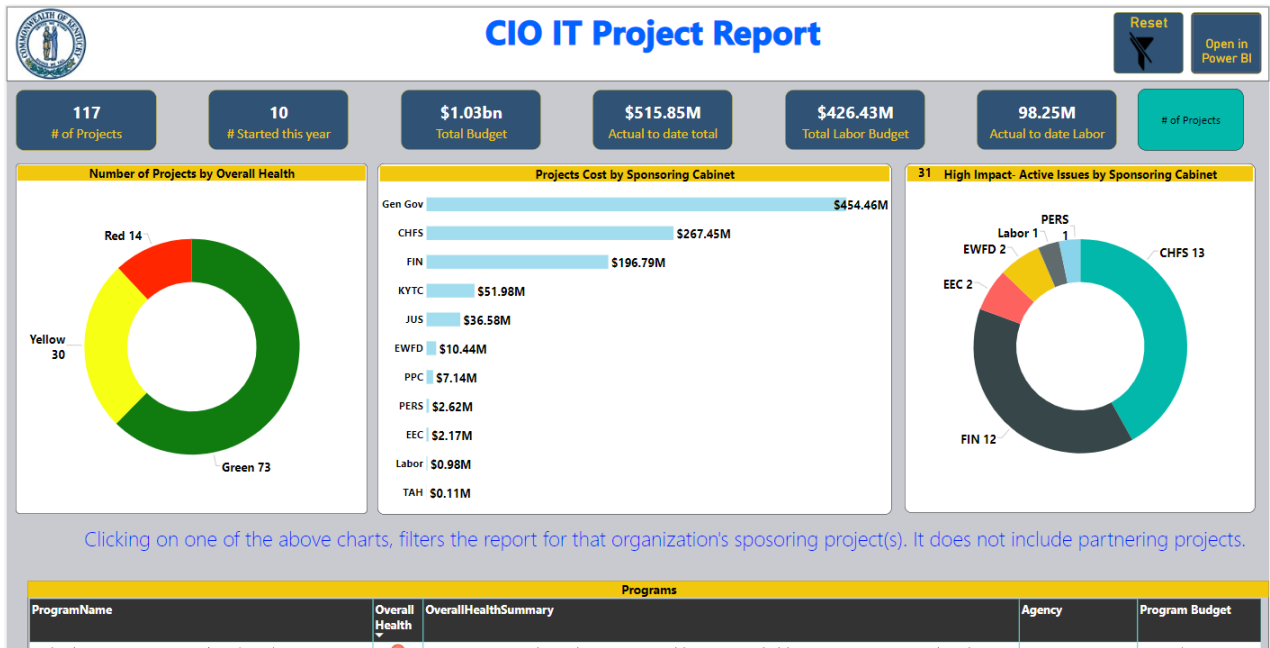 COMMONWEALTH OF KENTUCKY
CIO IT Project Report
Reset
Open in
Power BI
117
# of Projects
10
# Started this year
$1.03bn
Total Budget
$515.85M
Actual to date total
$426.43M
Total Labor Budget
98.25M
Actual to date Labor
# of Projects
Number of Projects by Overall Health
Red 14
Yellow
30
Green 73
Projects Cost by Sponsoring Cabinet
Gen Gov $454.46M
CHFS $267.45M
FIN $196.79M
KYTC $51.98M
JUS $36.58M
EWFD $10.44M
PPC $7.14M
PERS $2.62M
EEC $2.17M
Labor $0.98M
TAH $0.11M
31 High Impact- Active Issues by Sponsoring Cabinet
PERS
1
Labor 1
EWFD 2
EEC 2
CHFS 13
FIN 12
Clicking on one of the above charts, filters the report for that organization's sposoring project(s). It does not include partnering projects.
Programs
ProgramName
Overall
Health
OverallHealthSummary
Agency
Program Budget